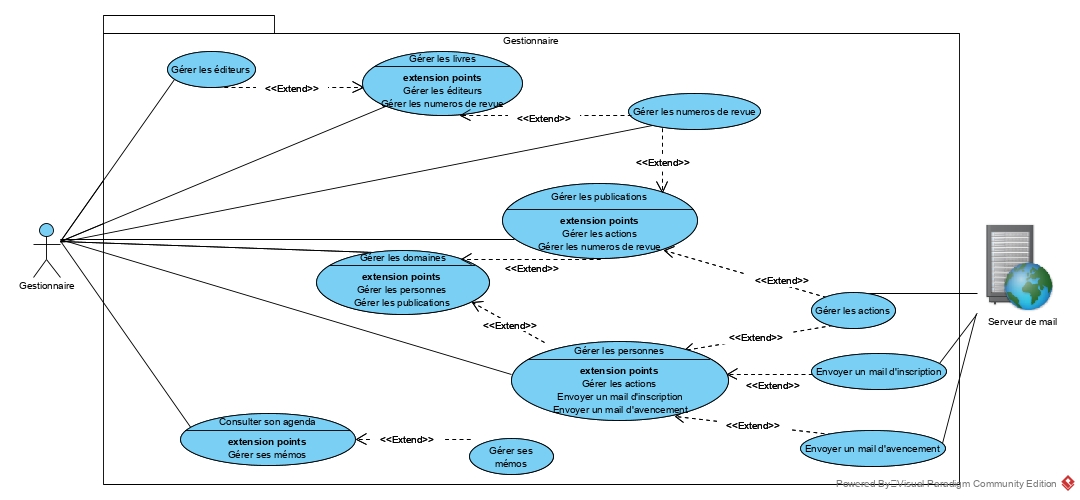 Gestionnaire
Gérer les éditeurs
<<Extend>>
Gérer les livres
extension points
Gérer les éditeurs
Gérer les numeros de revue
<<Extend>>
Gérer les numeros de revue
<<Extend>>
Gérer les publications
extension points
Gérer les actions
Gérer les numeros de revue
Gestionnaire
Gérer les domaines
extension points
Gérer les personnes
Gérer les publications
<<Extend>>
<<Extend>>
Gérer les actions
Serveur de mail
<<Extend>>
<<Extend>>
Gérer les personnes
extension points
Gérer les actions
Envoyer un mail d'inscription
Envoyer un mail d'avencement
Envoyer un mail d'inscription
<<Extend>>
<<Extend>>
Envoyer un mail d'avencement
Consulter son agenda
extension points
Gérer ses mémos
<<Extend>>
Gérer ses
mémos
Powered By Visual Paradigm Community Edition